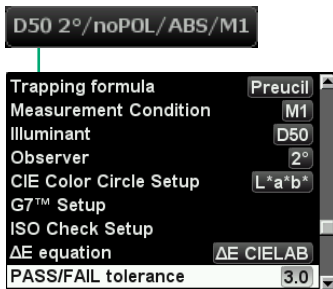 D50 2°/noPOL/ABS/M1
Trapping formula Preucil
Measurement Condition M1
Illuminant D50
Observer 2°
CIE Color Circle Setup L*a*b*
G7™ Setup
ISO Check Setup
ΔE equation ΔE CIELAB
PASS/FAIL tolerance 3.0